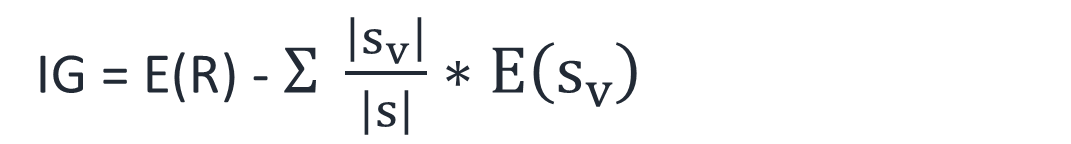 IG = E(R) - Σ |s_v|/|s| * E(s_v)